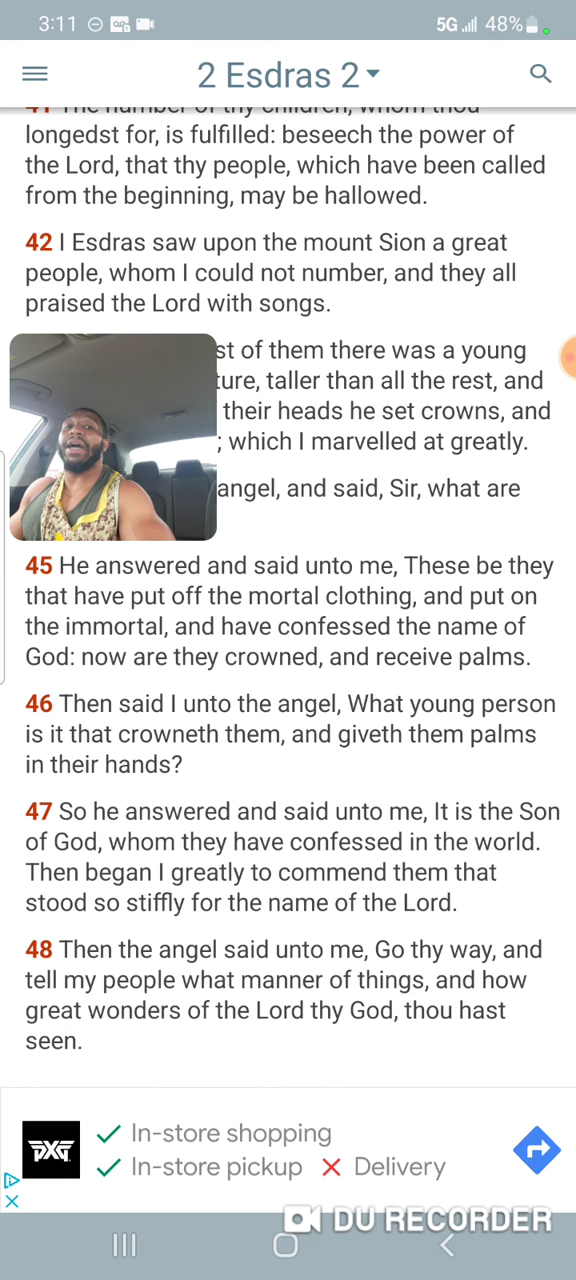 3:11 5G 48%
2 Esdras 2
41 The number of thy children, whom thou
longedst for, is fulfilled: beseech the power of
the Lord, that thy people, which have been called
from the beginning, may be hallowed.
42 I Esdras saw upon the mount Sion a great
people, whom I could not number, and they all
praised the Lord with songs.
st of them there was a young
ture, taller than all the rest, and
their heads he set crowns, and
; which I marvelled at greatly.
angel, and said, Sir, what are
45 He answered and said unto me, These be they
that have put off the mortal clothing, and put on
the immortal, and have confessed the name of
God: now are they crowned, and receive palms.
46 Then said I unto the angel, What young person
is it that crowneth them, and giveth them palms
in their hands?
47 So he answered and said unto me, It is the Son
of God, whom they have confessed in the world.
Then began I greatly to commend them that
stood so stiffly for the name of the Lord.
48 Then the angel said unto me, Go thy way, and
tell my people what manner of things, and how
great wonders of the Lord thy God, thou hast
seen.
PXG
In-store shopping
In-store pickup Delivery
DU RECORDER